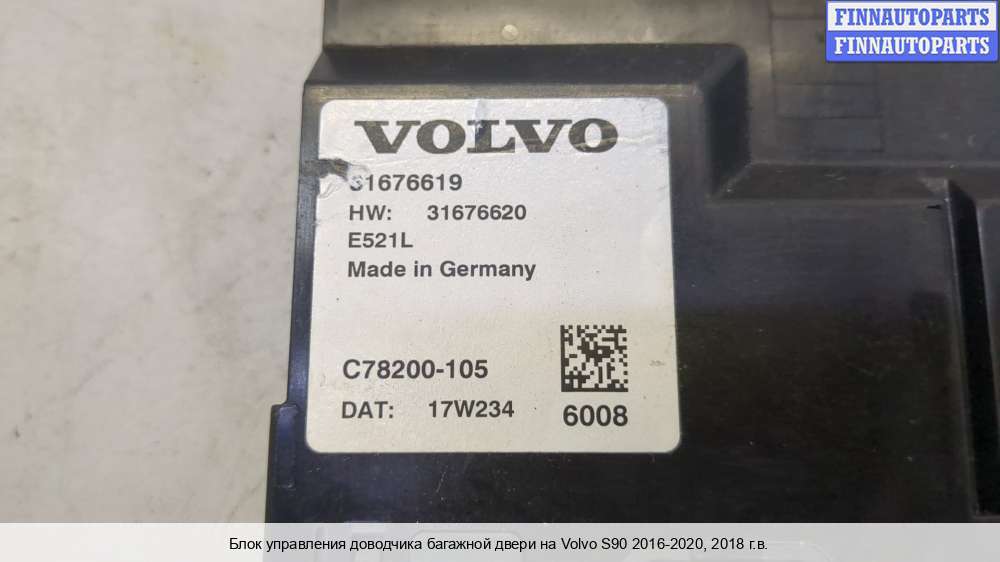 FINNAUTOPARTS
FINNAUTOPARTS
VOLVO
31676619
HW: 31676620
E521L
Made in Germany
C78200-105
DAT: 17W234
6008
Блок управления доводчика багажной двери на Volvo S90 2016-2020, 2018 г.в.